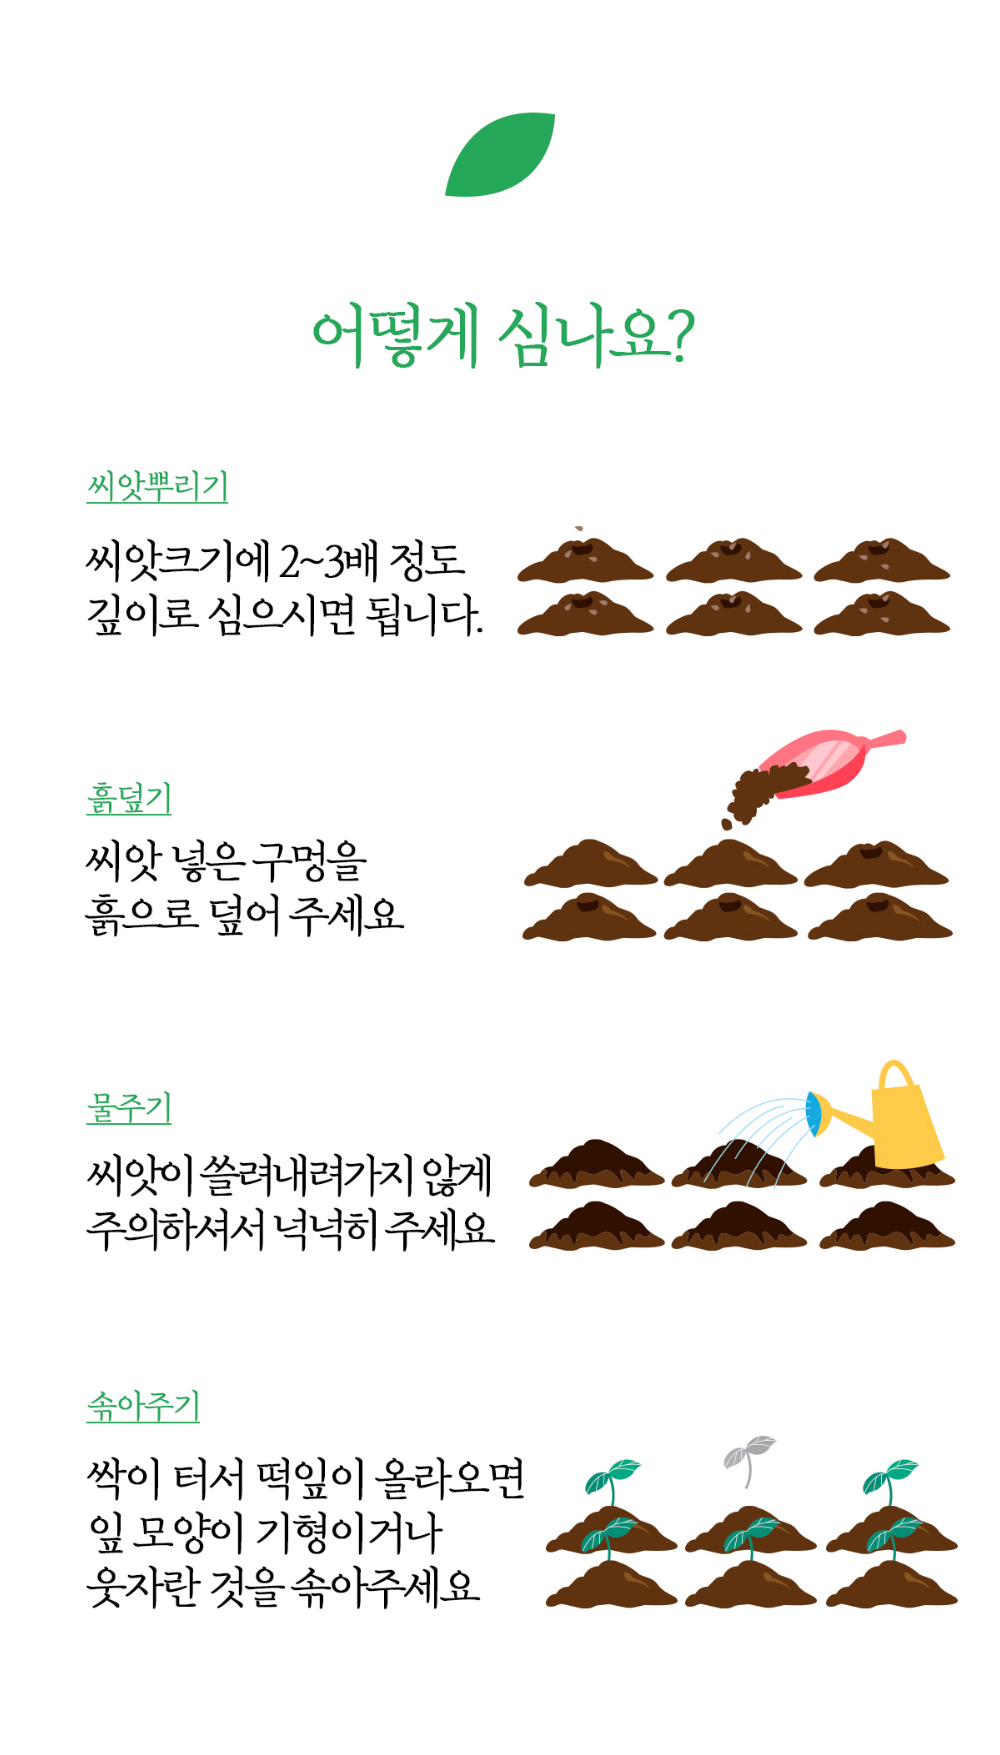 어떻게 심나요?
씨앗뿌리기
씨앗크기에 2~3배 정도
깊이로 심으시면 됩니다.
흙덮기
씨앗 넣은 구멍을
흙으로 덮어 주세요
물주기
씨앗이 쓸려내려가지 않게
주의하셔서 넉넉히 주세요
솎아주기
싹이 터서 떡잎이 올라오면
잎 모양이 기형이거나
웃자란 것을 솎아주세요